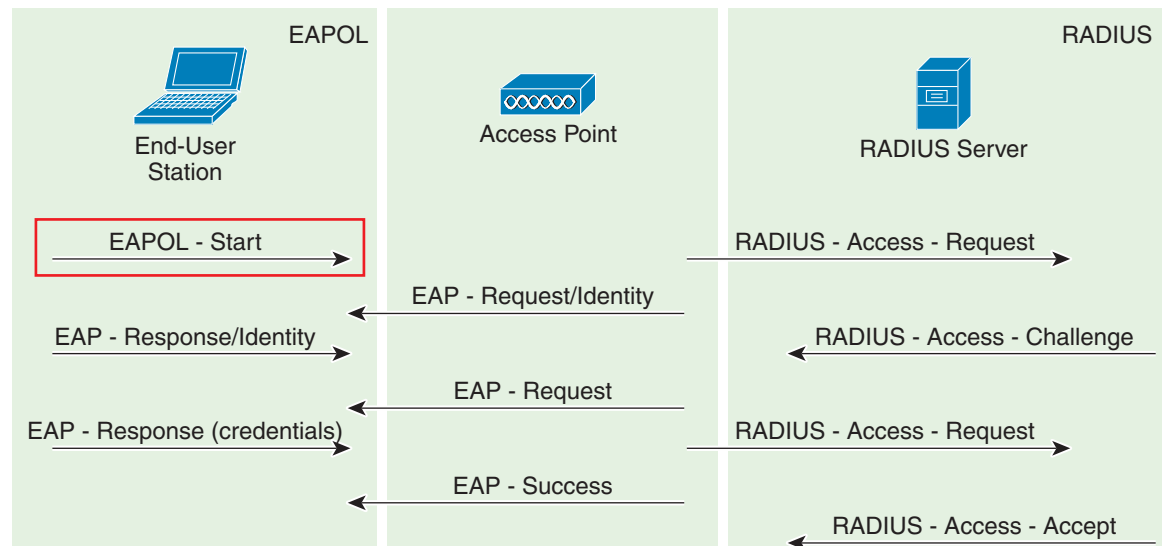 EAPOL
RADIUS
End-User
Station
Access Point
RADIUS Server
EAPOL - Start
RADIUS - Access - Request
EAP - Request/Identity
EAP - Response/Identity
RADIUS - Access - Challenge
EAP - Request
EAP - Response (credentials)
RADIUS - Access - Request
EAP - Success
RADIUS - Access - Accept